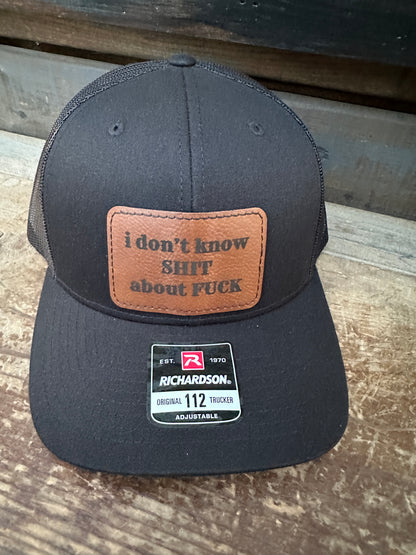 i don't know
SHIT
about FUCK
EST. R 1970
RICHARDSON®
ORIGINAL 112 TRUCKER
ADJUSTABLE